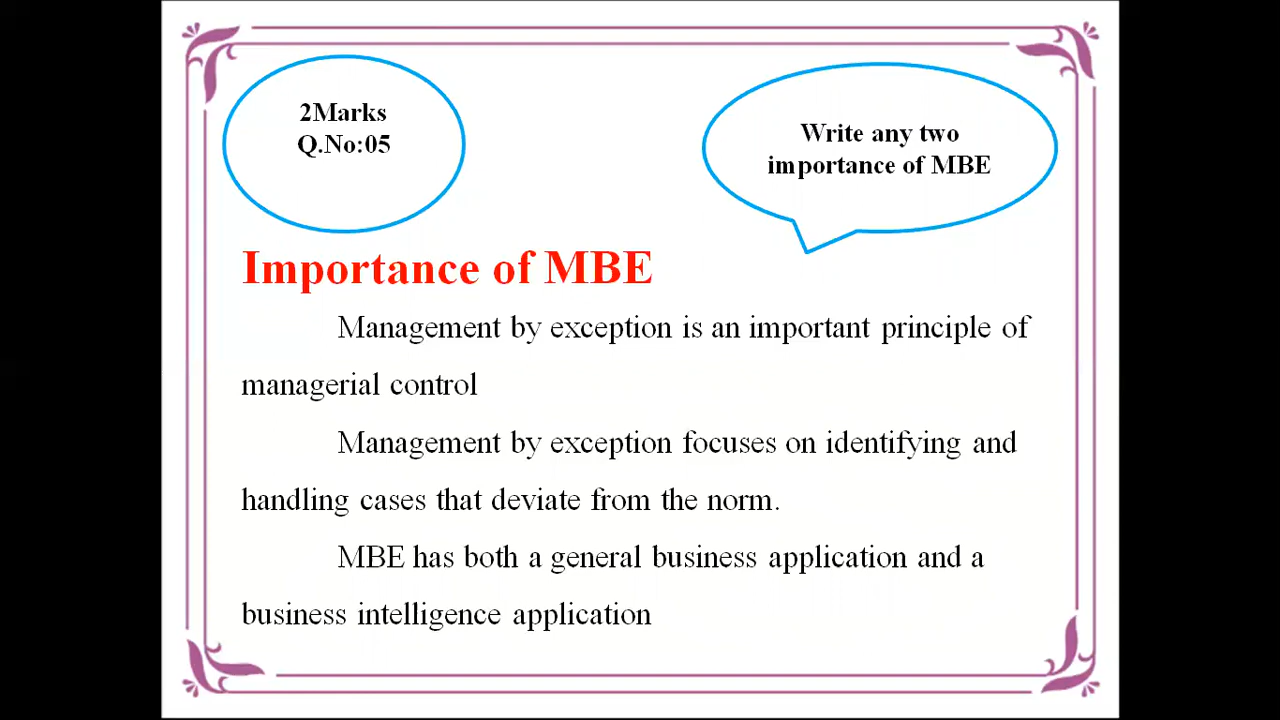 2Marks
Q.No:05
Write any two
importance of MBE
Importance of MBE
Management by exception is an important principle of
managerial control
Management by exception focuses on identifying and
handling cases that deviate from the norm.
MBE has both a general business application and a
business intelligence application